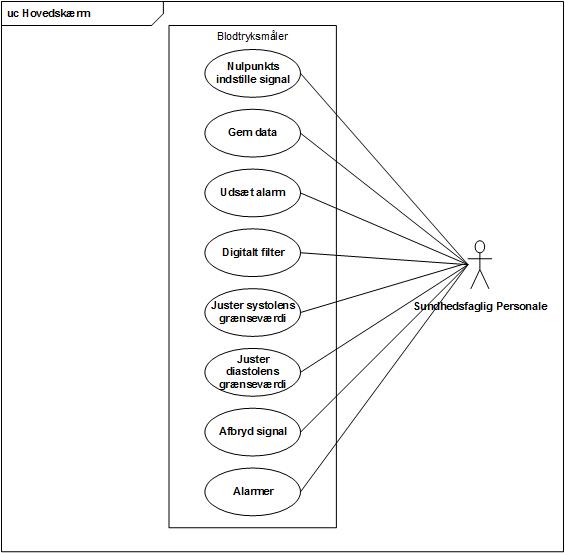 uc Hovedskærm
Blodtryksmåler
Nulpunkts
indstille signal
Gem data
Udsæt alarm
Digitalt filter
Juster systolens
grænseværdi
Juster
diastolens
grænseværdi
Afbryd signal
Alarmer
Sundhedsfaglig Personale